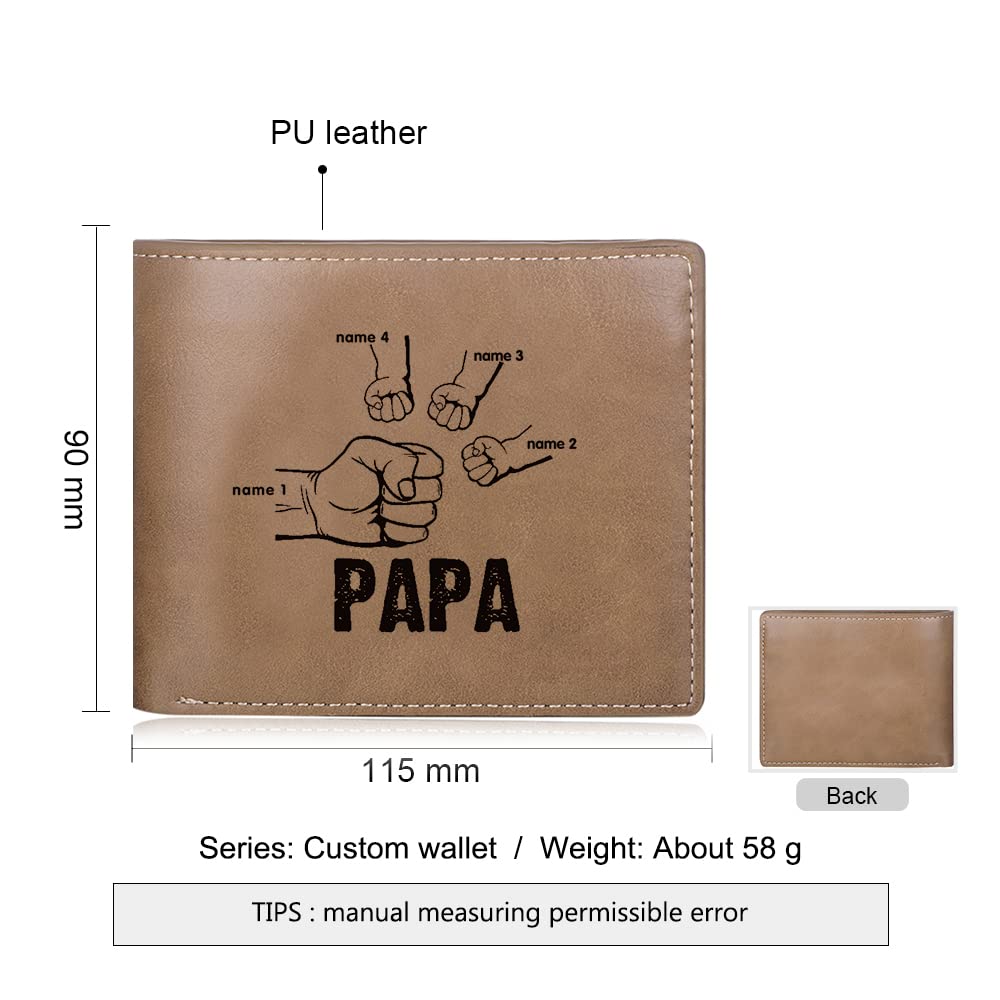 PU leather
name 4
name 3
name 2
name 1
PAPA
90 mm
115 mm
Back
Series: Custom wallet / Weight: About 58 g
TIPS : manual measuring permissible error